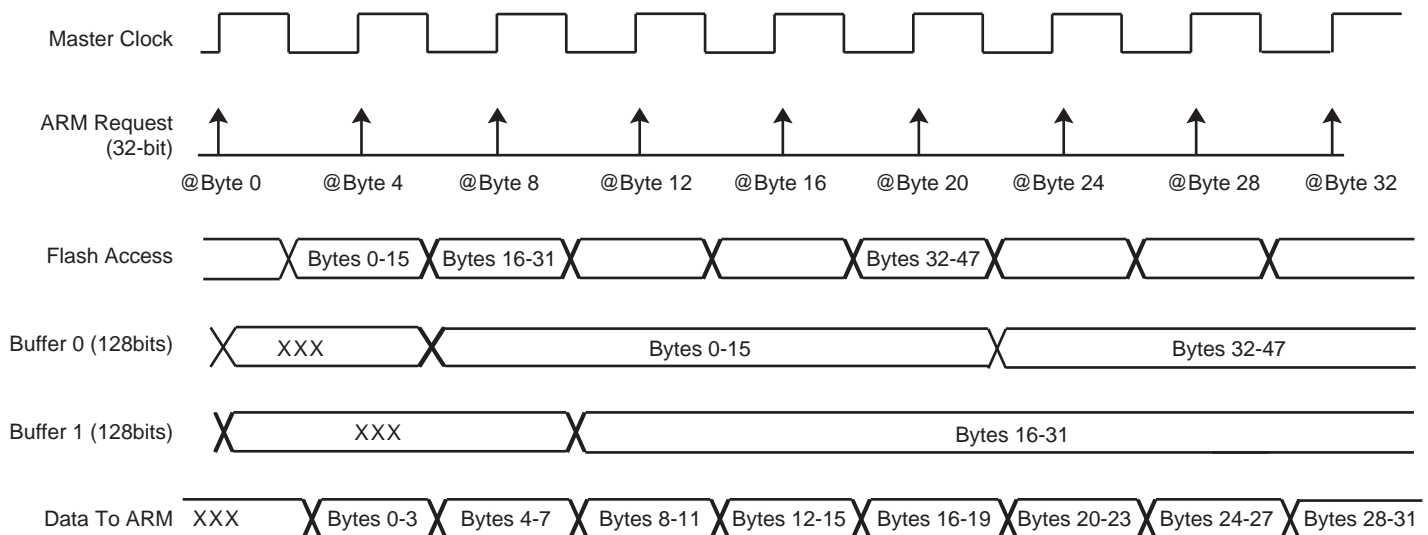 Master Clock
ARM Request
(32-bit)
@Byte 0 @Byte 4 @Byte 8 @Byte 12 @Byte 16 @Byte 20 @Byte 24 @Byte 28 @Byte 32
Flash Access Bytes 0-15 Bytes 16-31 Bytes 32-47
Buffer 0 (128bits) XXX Bytes 0-15 Bytes 32-47
Buffer 1 (128bits) XXX Bytes 16-31
Data To ARM XXX Bytes 0-3 Bytes 4-7 Bytes 8-11 Bytes 12-15 Bytes 16-19 Bytes 20-23 Bytes 24-27 Bytes 28-31